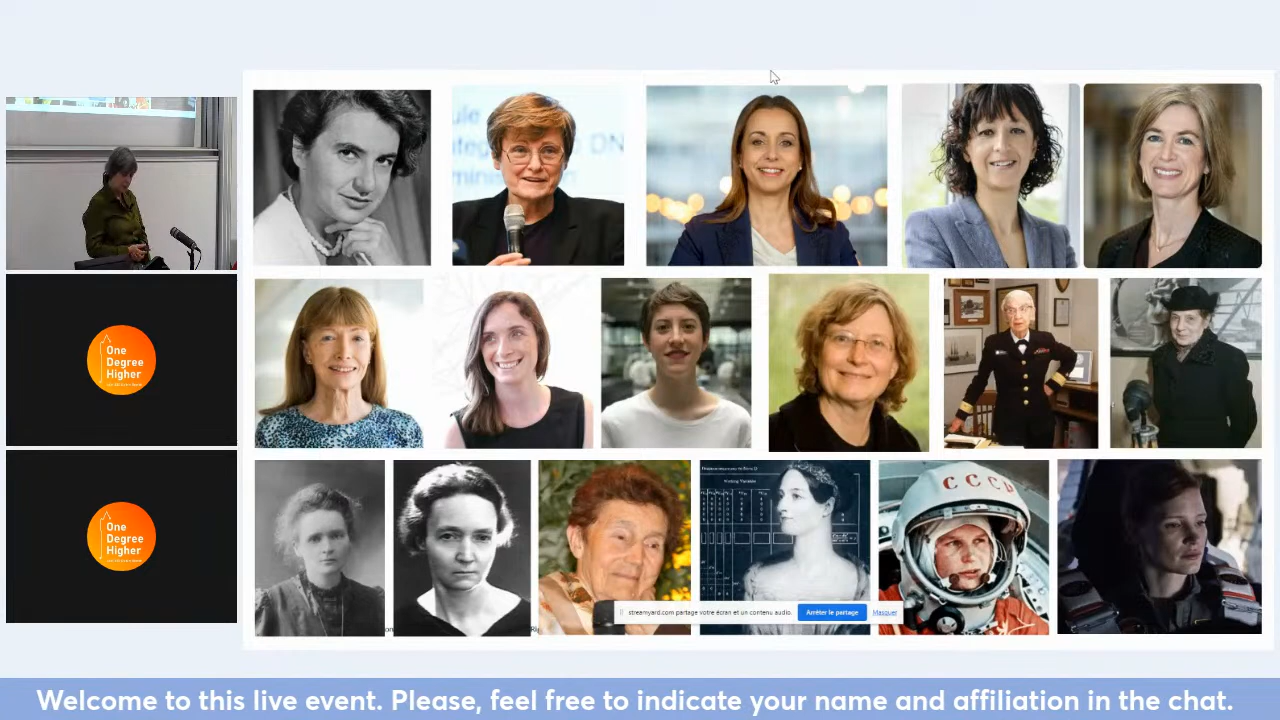 One
Degree
Higher
One
Degree
Higher
CCCP
streamyard.com partage votre écran et un contenu audio.
Arrêter le partage
Masquer
Welcome to this live event. Please, feel free to indicate your name and affiliation in the chat.